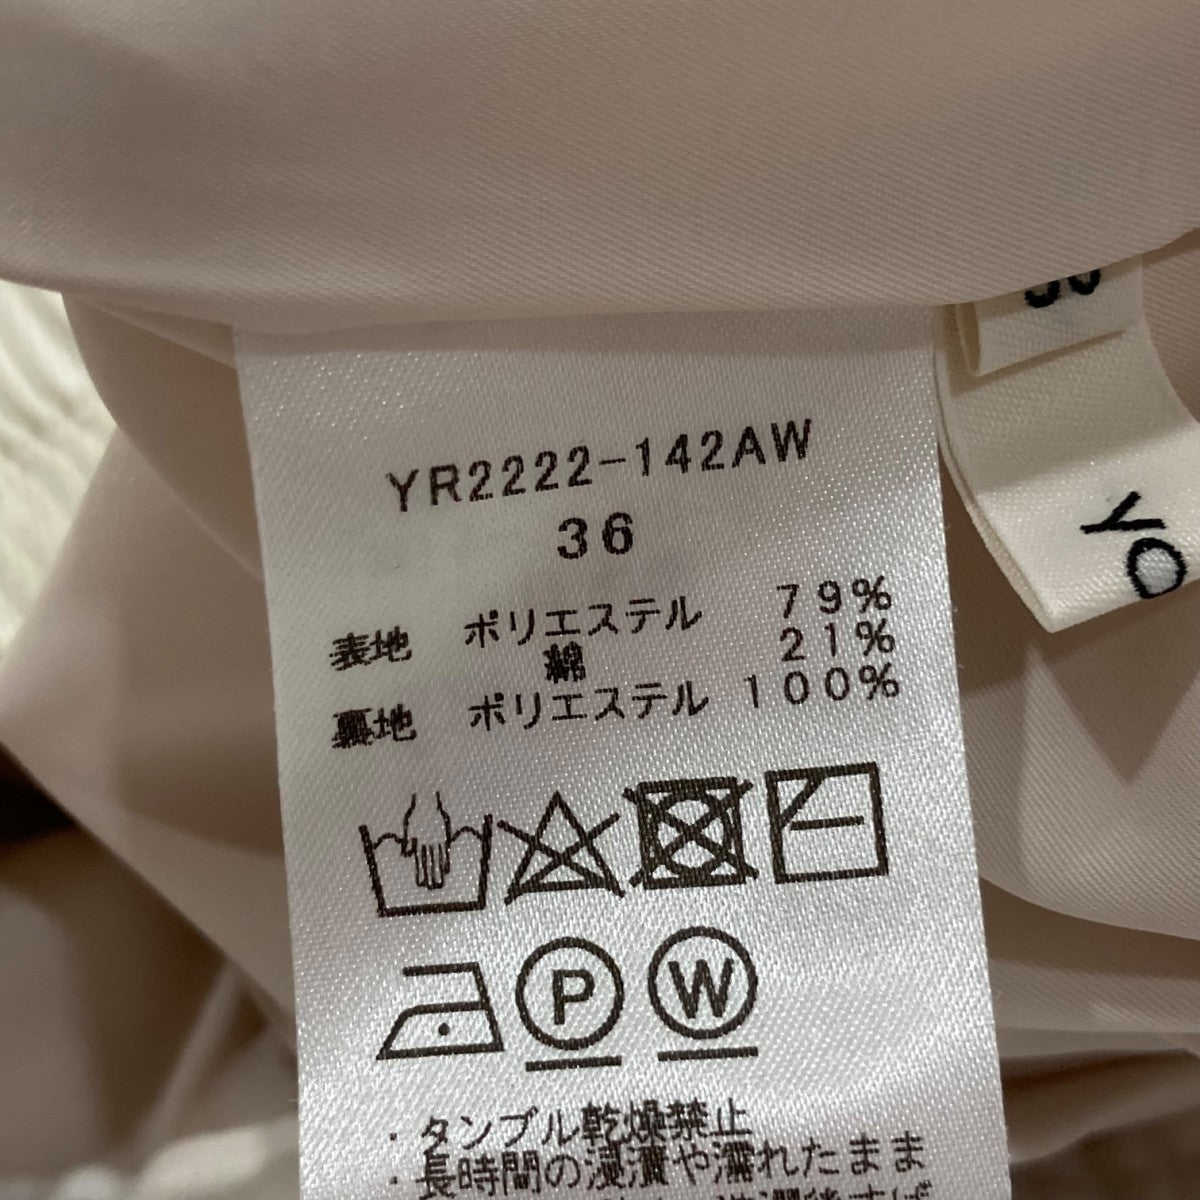 YR2222-142AW
36
表地 ポリエステル 79%
綿 21%
裏地 ポリエステル 100%
P W
・タンブル乾燥禁止
・長時間の浸漬や濡れたまま
YO